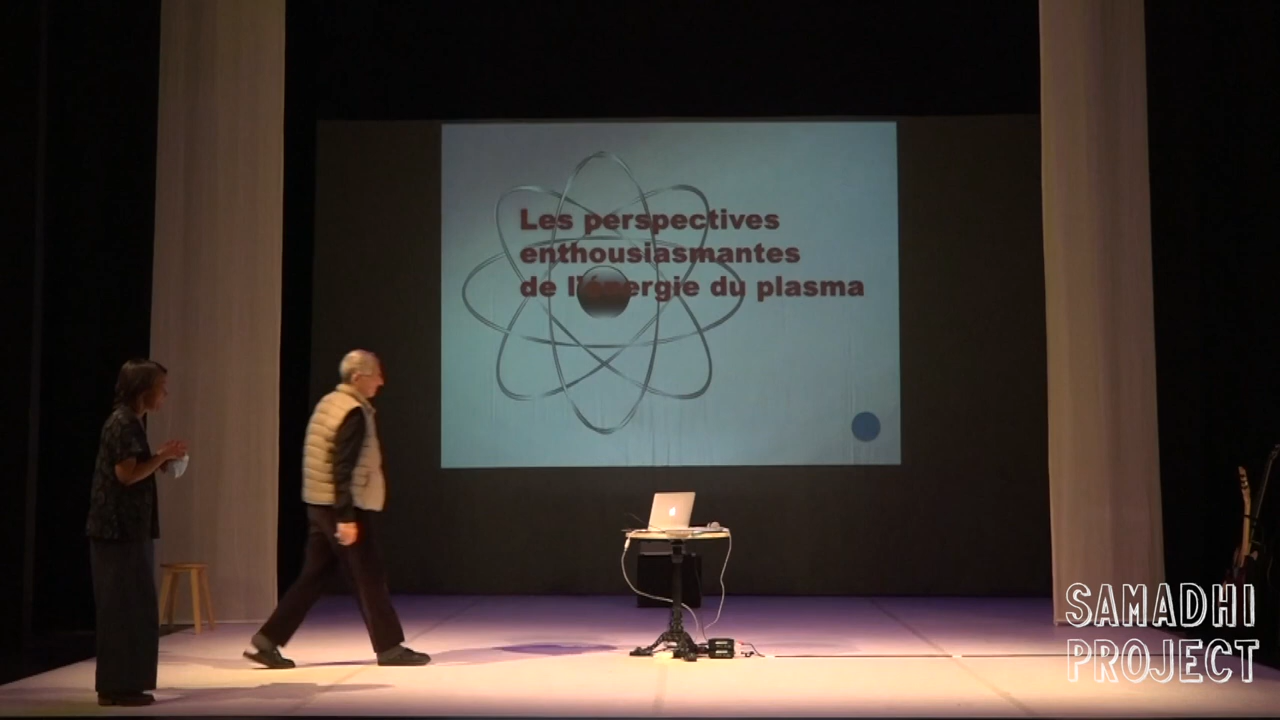 Les perspectives
enthousiasmantes
de l'énergie du plasma
SAMADHI
PROJECT